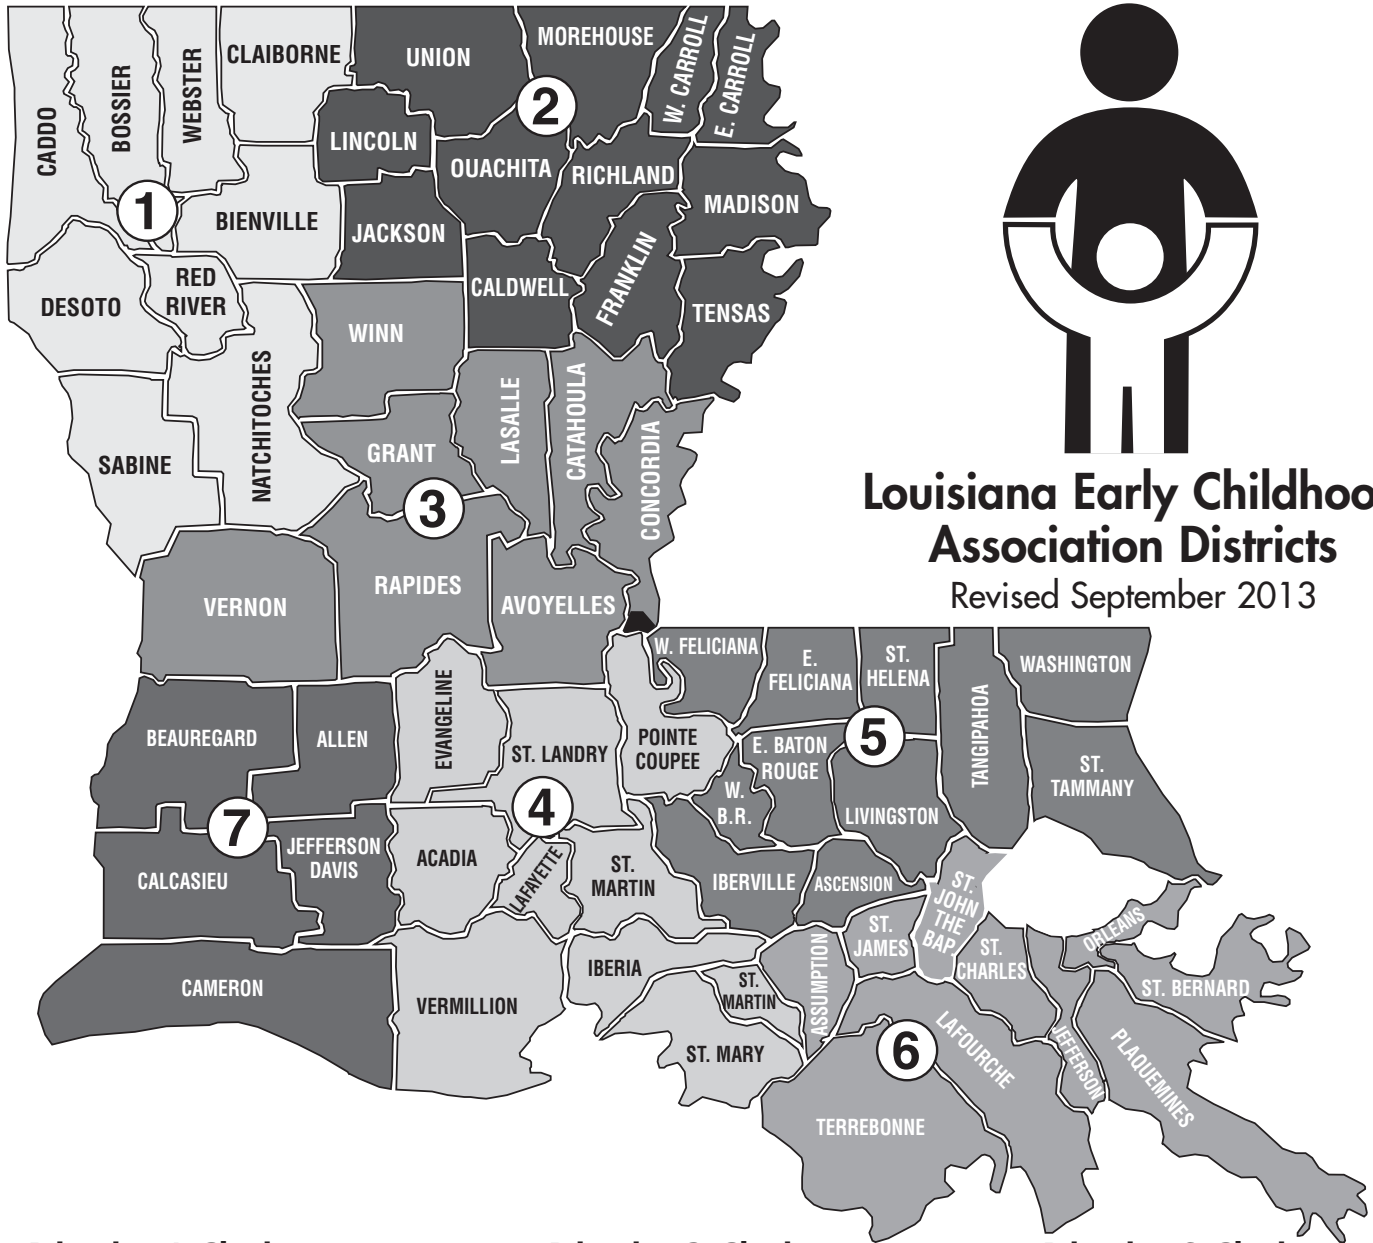 CADDO
BOSSIER
WEBSTER
CLAIBORNE
UNION
MOREHOUSE
W. CARROLL
E. CARROLL
LINCOLN
2
OUACHITA
RICHLAND
MADISON
1
BIENVILLE
JACKSON
RED
RIVER
DESOTO
CALDWELL
FRANKLIN
TENSAS
WINN
NATCHITOCHES
SABINE
GRANT
LASALLE
CATAHOULA
CONCORDIA
3
Louisiana Early Childhoo
Association Districts
Revised September 2013
VERNON
RAPIDES
AVOYELLES
W. FELICIANA
E.
FELICIANA
ST.
HELENA
TANGIPAHOA
WASHINGTON
BEAUREGARD
ALLEN
EVANGELINE
ST. LANDRY
POINTE
COUPEE
E. BATON
ROUGE
5
ST.
TAMMANY
W.
B.R.
LIVINGSTON
7
4
JEFFERSON
DAVIS
ACADIA
LAFAYETTE
ST.
MARTIN
IBERVILLE
ASCENSION
CALCASIEU
ST.
JOHN
THE
BAP.
ST.
JAMES
ST.
CHARLES
ORLEANS
CAMERON
VERMILLION
IBERIA
ST.
MARTIN
ASSUMPTION
ST. BERNARD
ST. MARY
6
LAFOURCHE
JEFFERSON
PLAQUEMINES
TERREBONNE